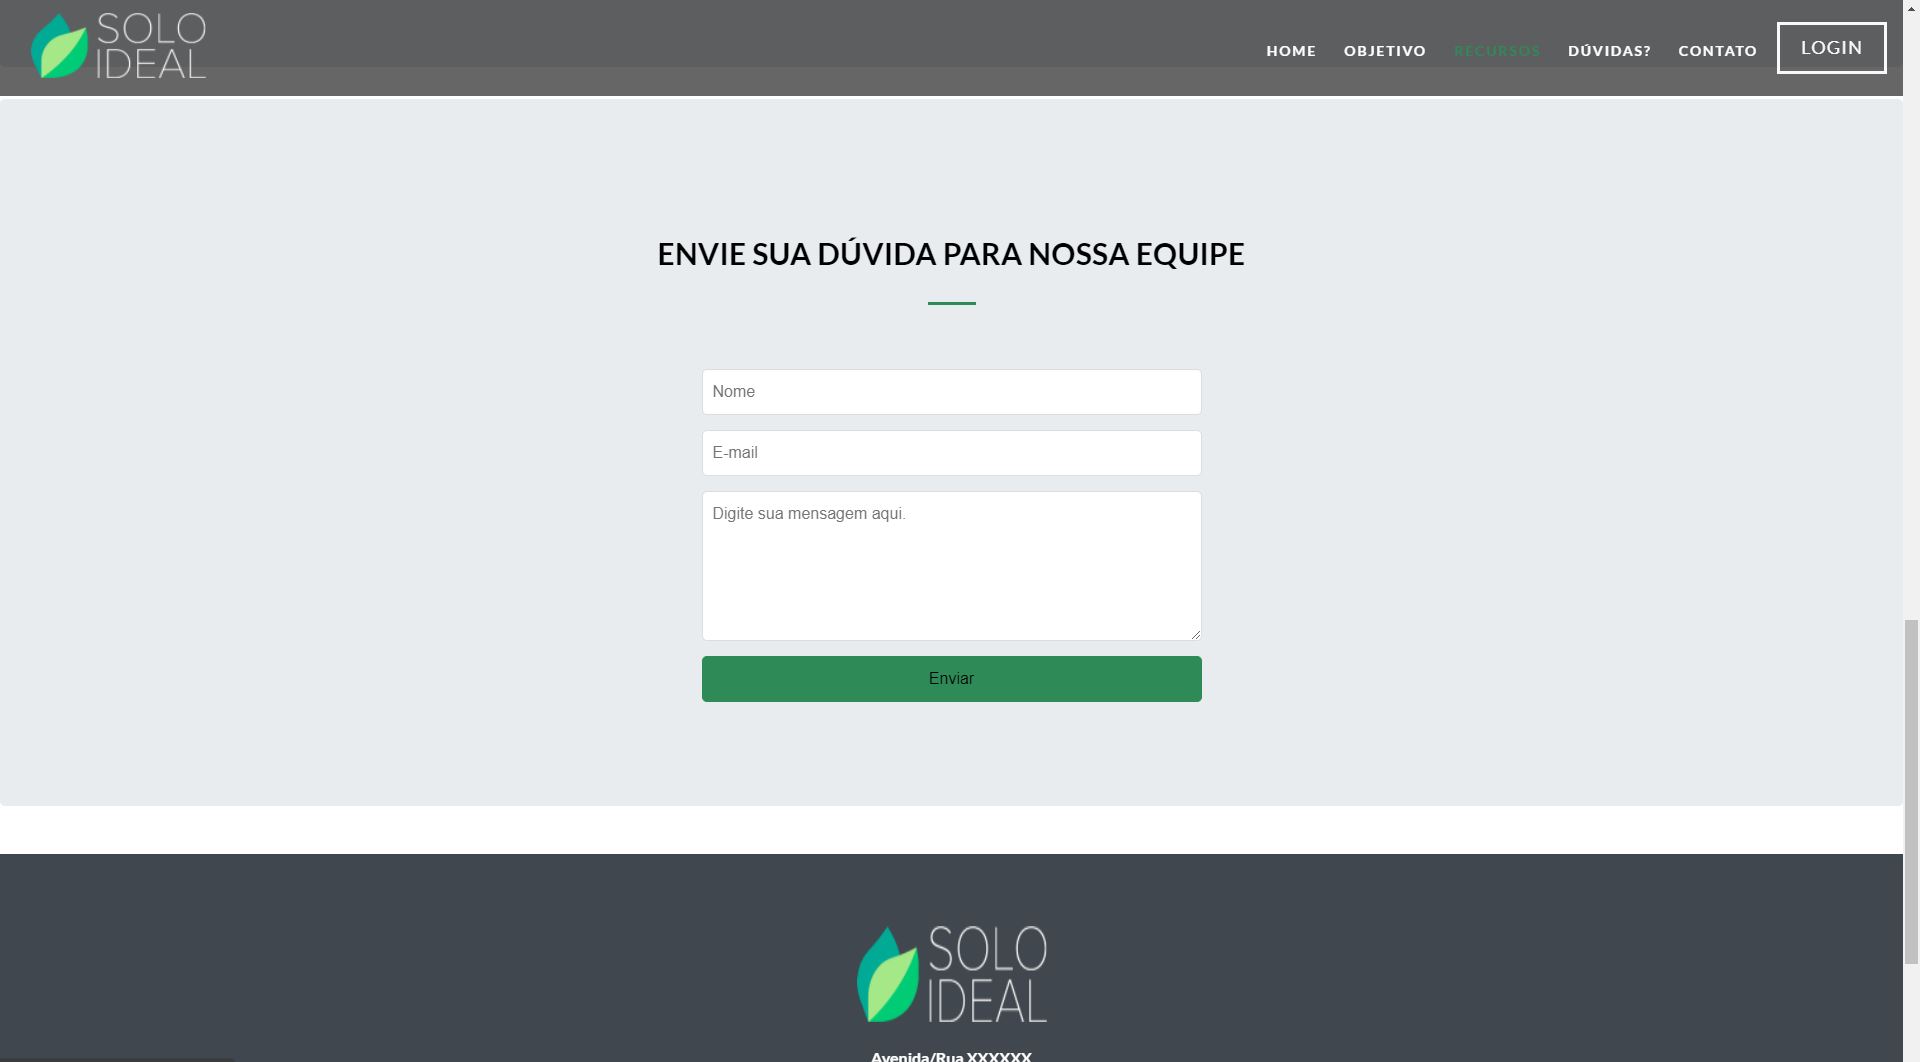 SOLO
IDEAL
HOME OBJETIVO RECURSOS DÚVIDAS? CONTATO LOGIN
ENVIE SUA DÚVIDA PARA NOSSA EQUIPE
Nome
E-mail
Digite sua mensagem aqui.
Enviar
SOLO
IDEAL
Avenida/Rua XXXXXX